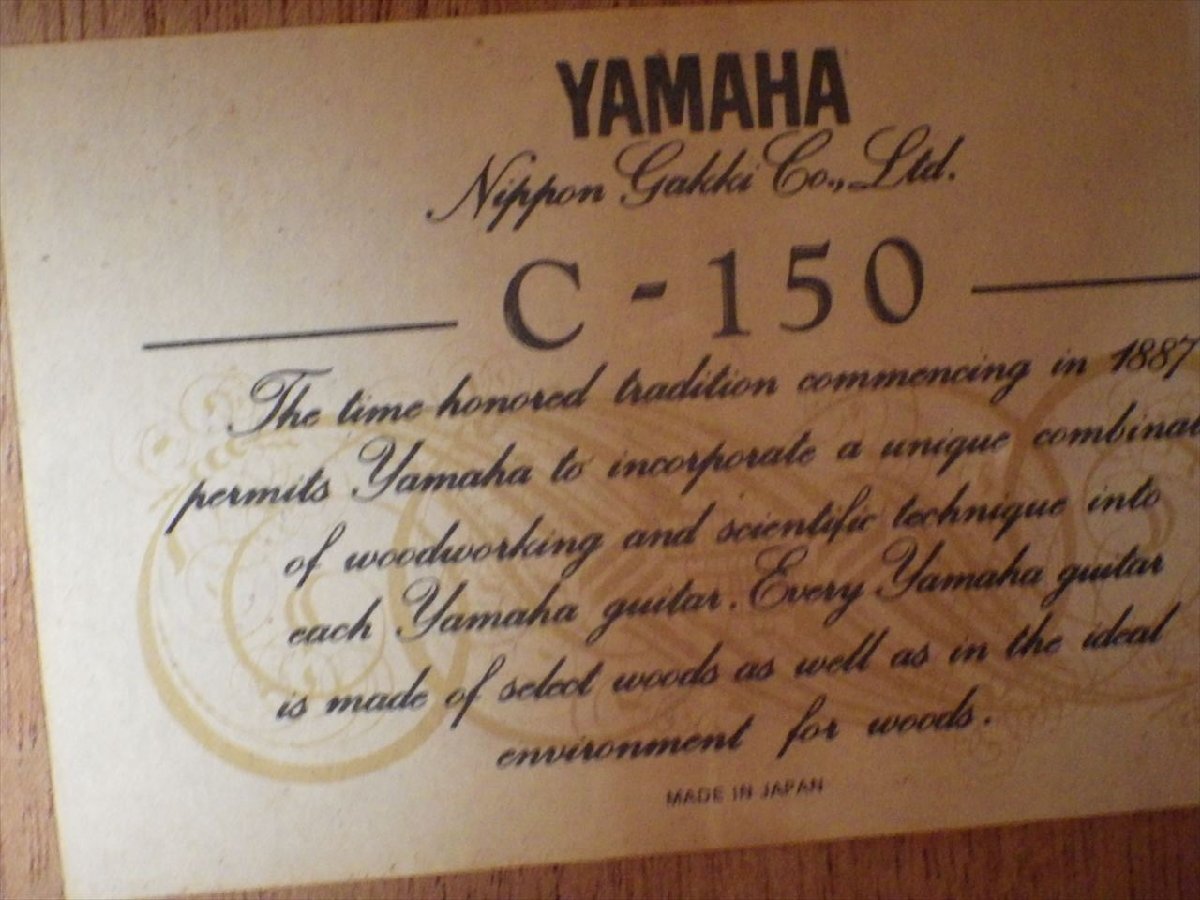 YAMAHA
Nippon Gakki Co., Ltd.
C-150
The time honored tradition commencing in 1887
permits Yamaha to incorporate a unique combinat
of woodworking and scientific technique into
each Yamaha guitar. Every Yamaha guitar
is made of select woods as well as in the ideal
environment for woods.
MADE IN JAPAN